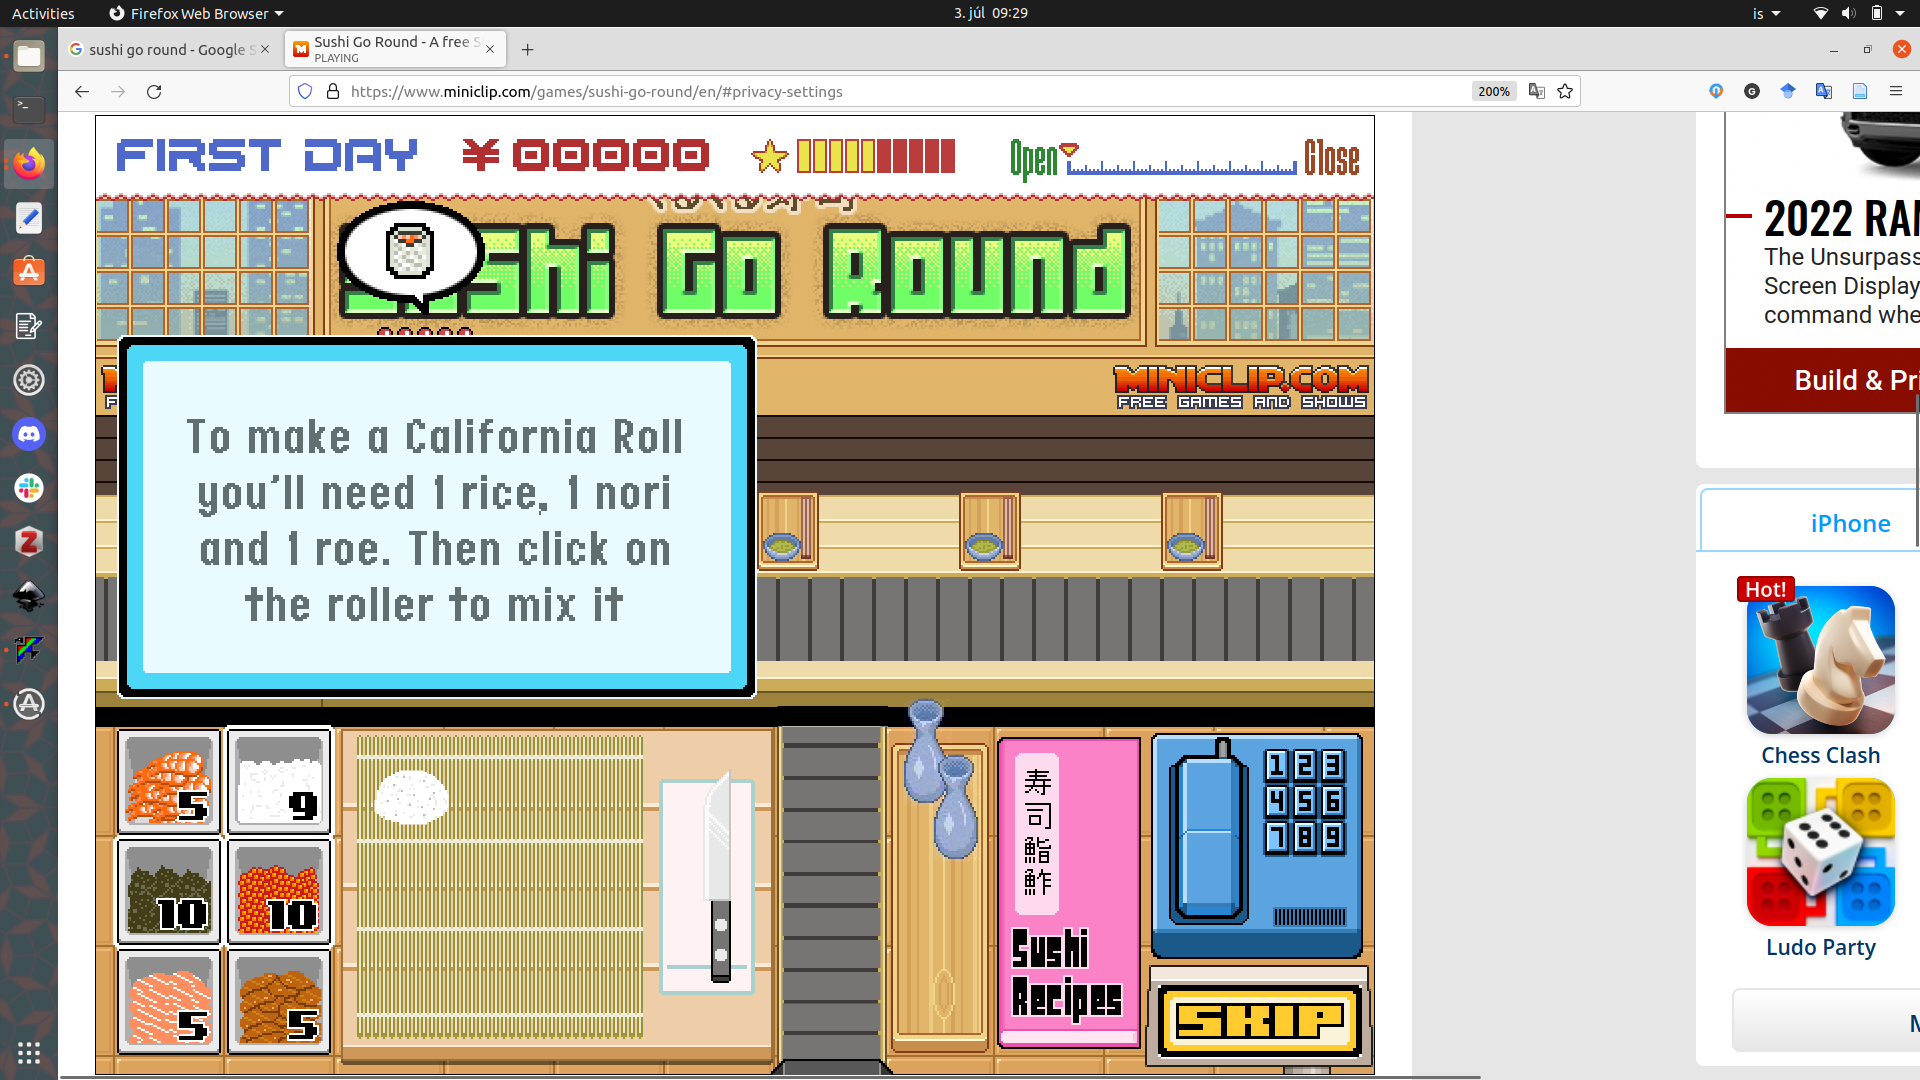 Activities
Firefox Web Browser
3. júl 09:29
is
sushi go round - Google S
Sushi Go Round - A free S
PLAYING
https://www.miniclip.com/games/sushi-go-round/en/#privacy-settings
200%
FIRST DAY
¥ 00000
Open
Close
Sushi Go Round
MINICLIP.COM
FREE GAMES AND SHOWS
To make a California Roll
you'll need 1 rice, 1 nori
and 1 roe. Then click on
the roller to mix it
5
9
10
10
5
5
寿
司
鮨
鮓
Sushi
Recipes
1 2 3
4 5 6
7 8 9
SKIP
2022 RA
The Unsurpass
Screen Display
command whe
Build & Pri
iPhone
Hot!
Chess Clash
Ludo Party